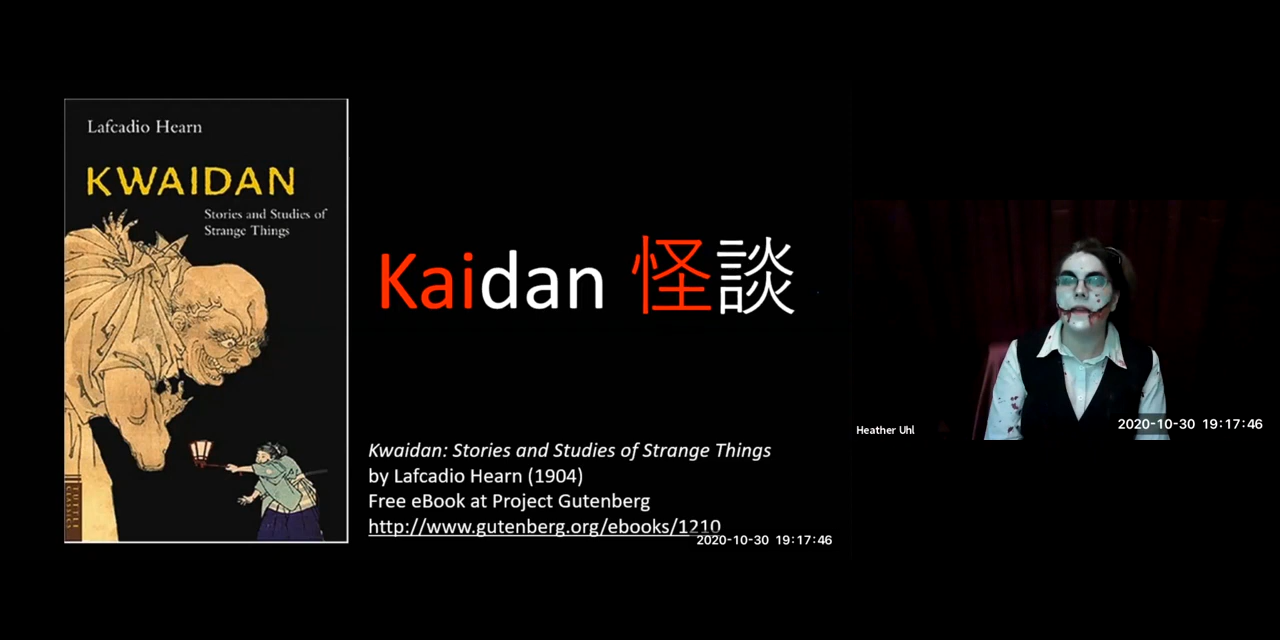 Lafcadio Hearn
KWAIDAN
Stories and Studies of
Strange Things
TUTTLE
CLASSICS
Kaidan 怪談
Kwaidan: Stories and Studies of Strange Things
by Lafcadio Hearn (1904)
Free eBook at Project Gutenberg
http://www.gutenberg.org/ebooks/1210
2020-10-30 19:17:46
Heather Uhl
2020-10-30 19:17:46